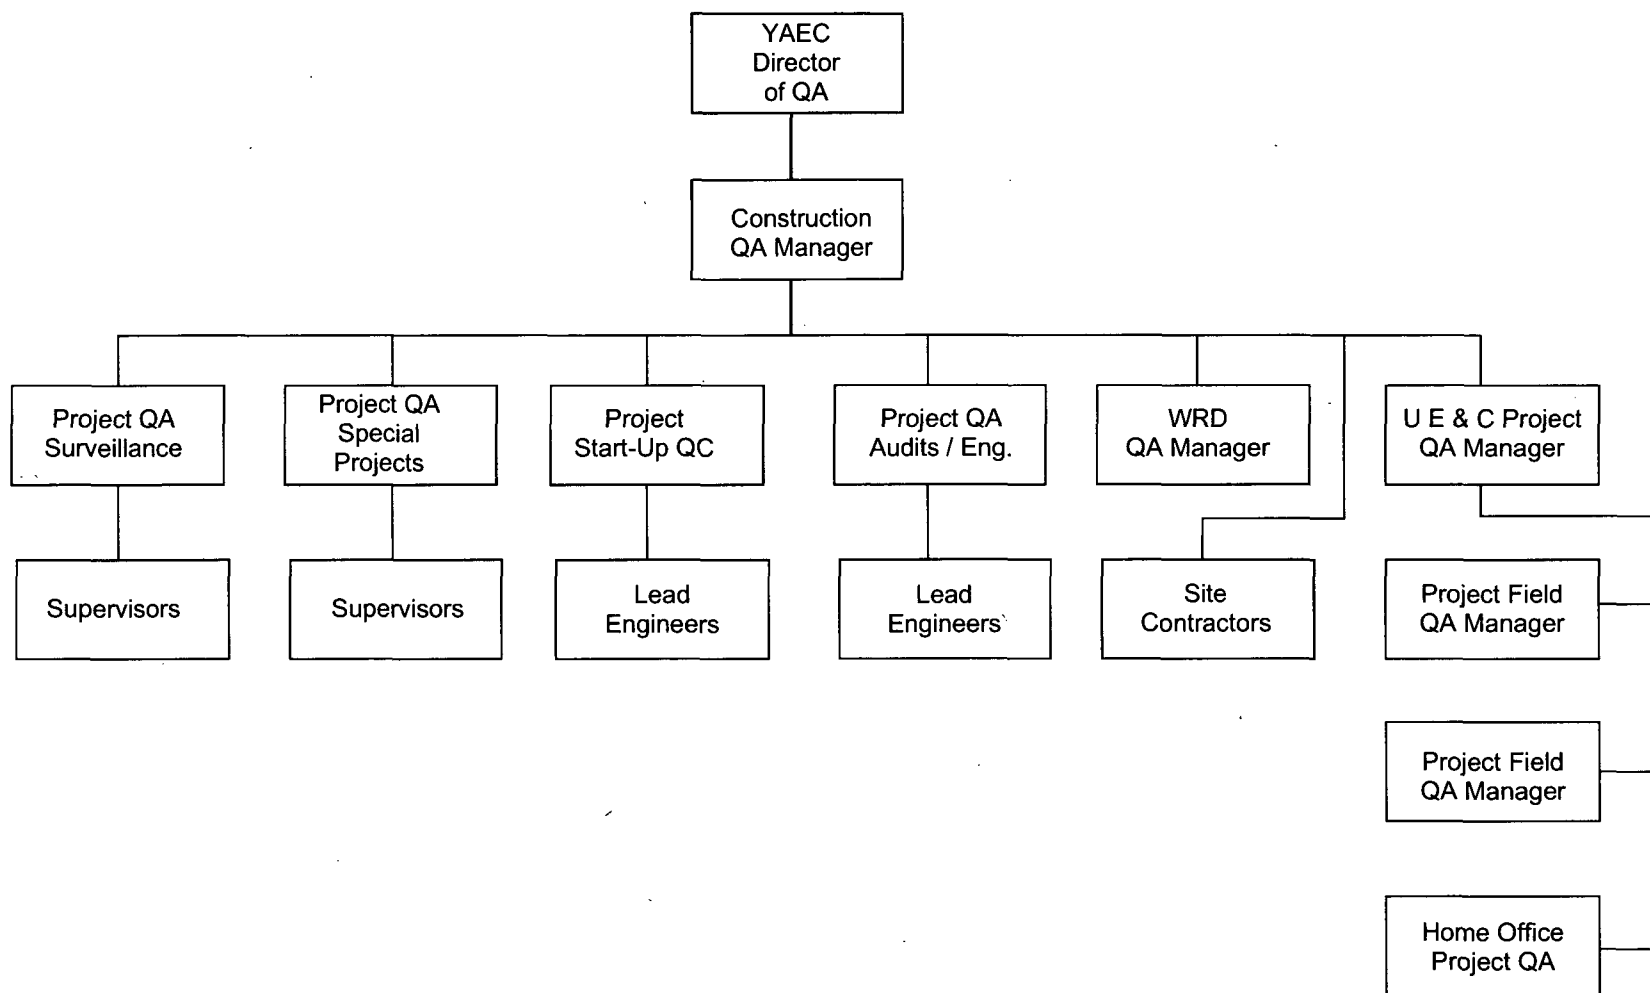 YAEC
Director
of QA
Construction
QA Manager
Project QA
Surveillance
Project QA
Special
Projects
Project
Start-Up QC
Project QA
Audits / Eng.
WRD
QA Manager
U E & C Project
QA Manager
Supervisors
Supervisors
Lead
Engineers
Lead
Engineers
Site
Contractors
Project Field
QA Manager
Project Field
QA Manager
Home Office
Project QA